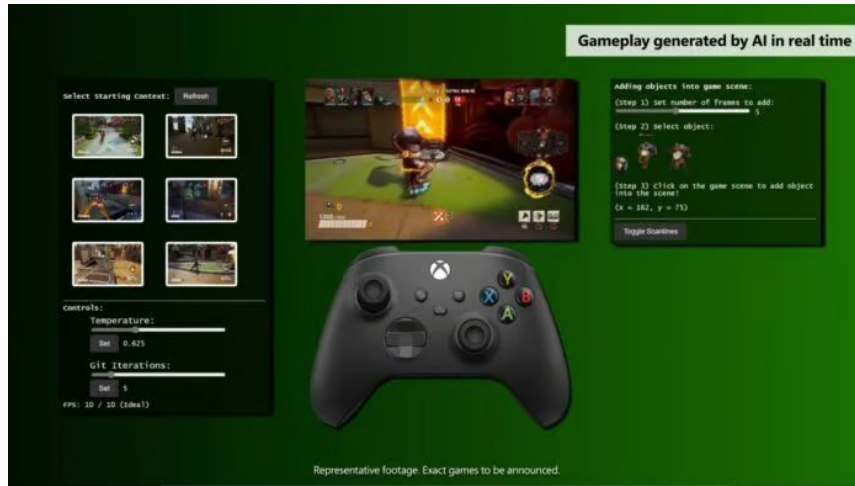 Gameplay generated by AI in real time
Select Starting Context: Refresh
Controls:
Temperature:
Set 0.625
Git Iterations:
Set 5
FPS: 10 / 10 (Ideal)
Adding objects into game scene:
(Step 1) Set number of frames to add:
5
(Step 2) Select object:
(Step 3) Click on the game scene to add object
into the scene!
(x = 162, y = 75)
Toggle Scanlines
Y
X B
A
Representative footage. Exact games to be announced.